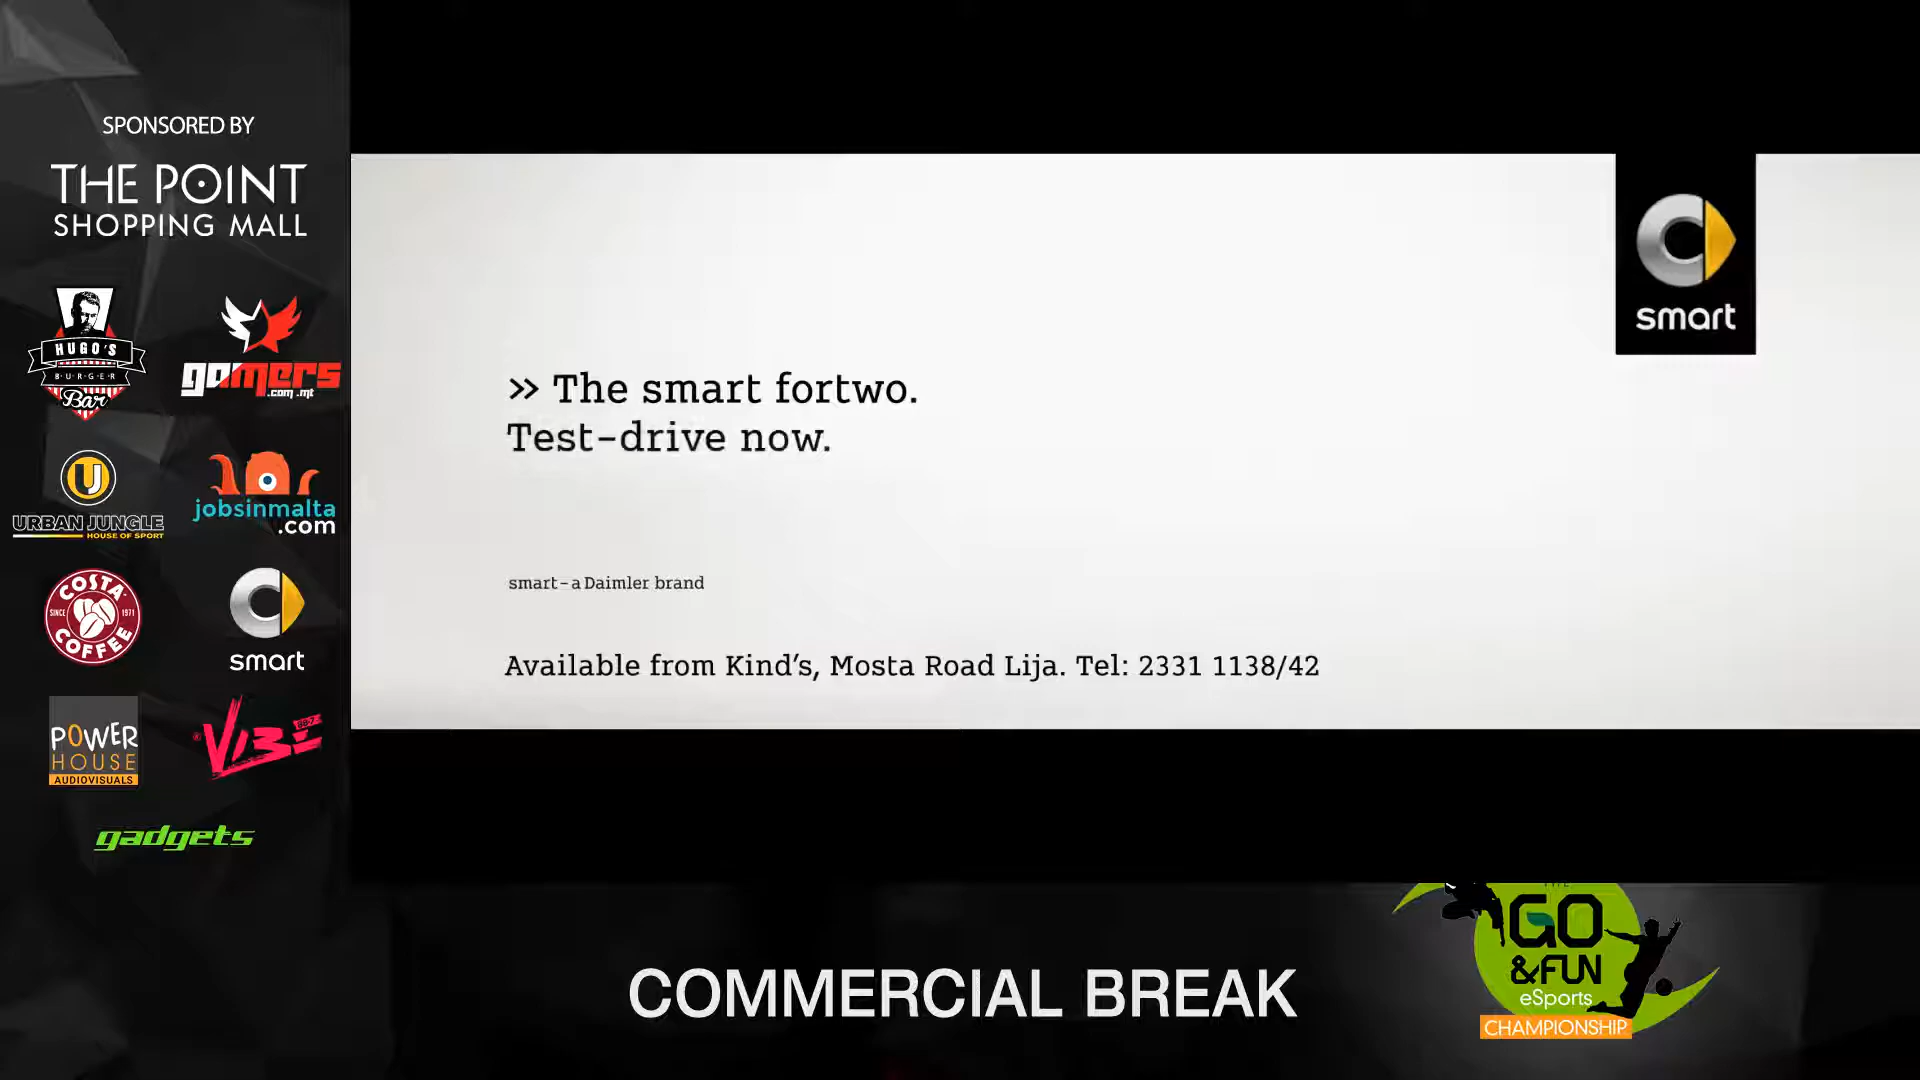 SPONSORED BY
THE POINT
SHOPPING MALL
HUGO'S
BURGER
Bar
gamers
.com.mt
URBAN JUNGLE
HOUSE OF SPORT
jobsinmalta
.com
COSTA
SINCE 1971
COFFEE
smart
POWER
HOUSE
AUDIOVISUALS
VIBE
gadgets
smart
» The smart fortwo.
Test-drive now.
smart – a Daimler brand
Available from Kind's, Mosta Road Lija. Tel: 2331 1138/42
COMMERCIAL BREAK
GO
&FUN
eSports
CHAMPIONSHIP